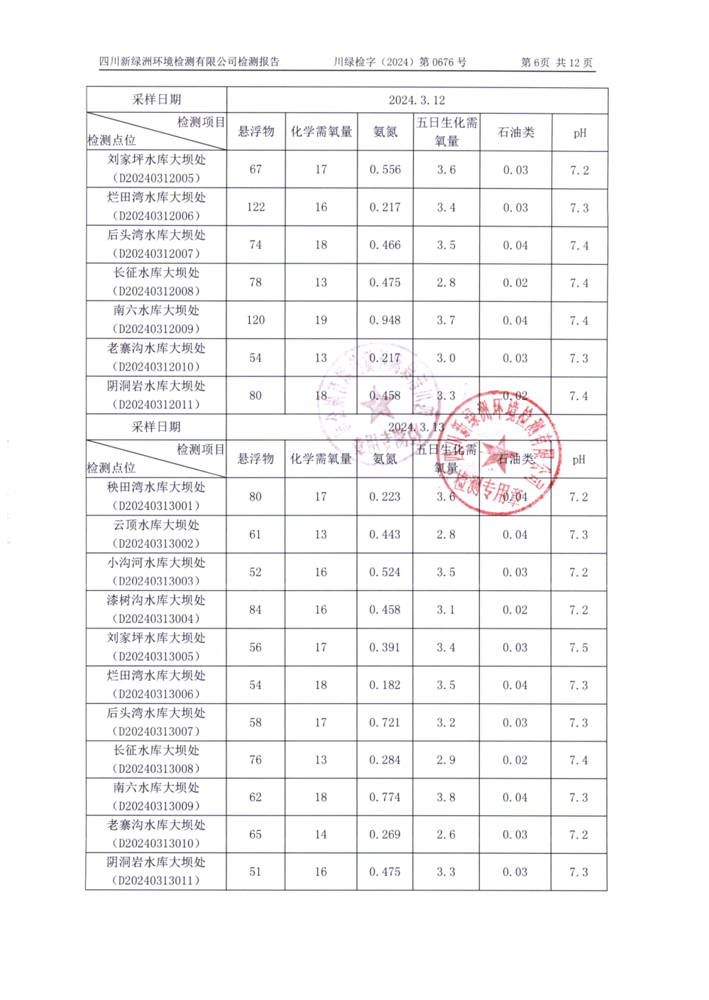 四川新绿洲环境检测有限公司检测报告 川绿检字（2024）第 0676 号 第 6页 共 12 页
采样日期 2024.3.12
检测项目 检测点位 悬浮物 化学需氧量 氨氮 五日生化需氧量 石油类 pH
刘家坪水库大坝处
（D20240312005） 67 17 0.556 3.6 0.03 7.2
烂田湾水库大坝处
（D20240312006） 122 16 0.217 3.4 0.03 7.3
后头湾水库大坝处
（D20240312007） 74 18 0.466 3.5 0.04 7.4
长征水库大坝处
（D20240312008） 78 13 0.475 2.8 0.02 7.4
南六水库大坝处
（D20240312009） 120 19 0.948 3.7 0.04 7.4
老寨沟水库大坝处
（D20240312010） 54 13 0.217 3.0 0.03 7.3
阴洞岩水库大坝处
（D20240312011） 80 18 0.458 3.3 0.02 7.4
采样日期 2024.3.13
检测项目 检测点位 悬浮物 化学需氧量 氨氮 五日生化需氧量 石油类 pH
秧田湾水库大坝处
（D20240313001） 80 17 0.223 3.6 0.04 7.2
云顶水库大坝处
（D20240313002） 61 13 0.443 2.8 0.04 7.3
小沟河水库大坝处
（D20240313003） 52 16 0.524 3.5 0.03 7.2
漆树沟水库大坝处
（D20240313004） 84 16 0.458 3.1 0.02 7.2
刘家坪水库大坝处
（D20240313005） 56 17 0.391 3.4 0.03 7.5
烂田湾水库大坝处
（D20240313006） 54 18 0.182 3.5 0.04 7.3
后头湾水库大坝处
（D20240313007） 58 17 0.721 3.2 0.03 7.3
长征水库大坝处
（D20240313008） 76 13 0.284 2.9 0.02 7.4
南六水库大坝处
（D20240313009） 62 18 0.774 3.8 0.04 7.3
老寨沟水库大坝处
（D20240313010） 65 14 0.269 2.6 0.03 7.2
阴洞岩水库大坝处
（D20240313011） 51 16 0.475 3.3 0.03 7.3
四川新绿洲环境检测有限公司
检测专用章